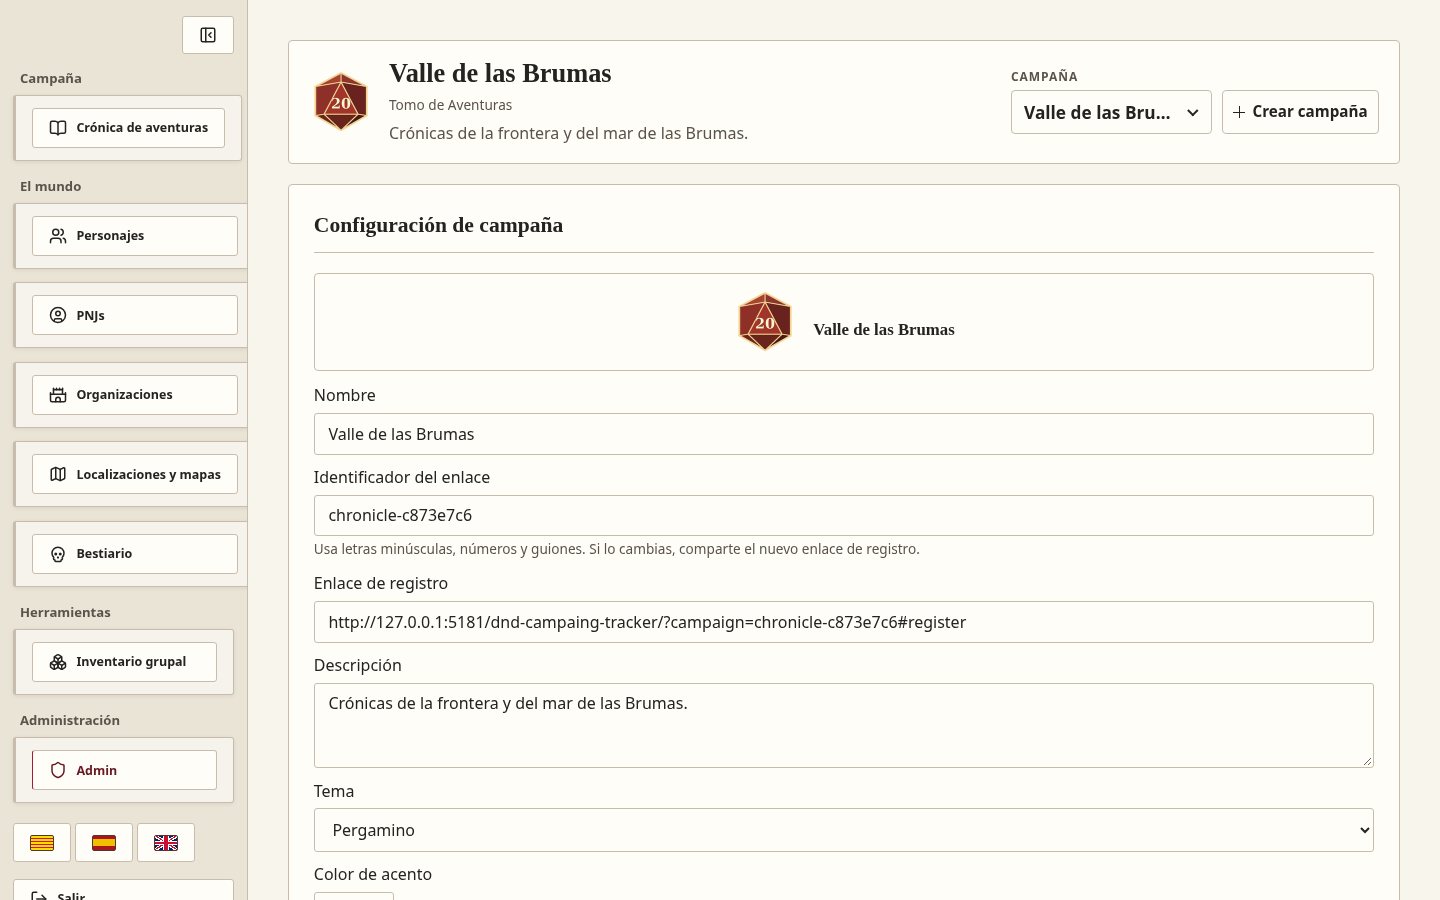 Campaña
Crónica de aventuras
El mundo
Personajes
PNJs
Organizaciones
Localizaciones y mapas
Bestiario
Herramientas
Inventario grupal
Administración
Admin
Salir
20
Valle de las Brumas
Tomo de Aventuras
Crónicas de la frontera y del mar de las Brumas.
CAMPAÑA
Valle de las Bru...
Crear campaña
Configuración de campaña
20
Valle de las Brumas
Nombre
Valle de las Brumas
Identificador del enlace
chronicle-c873e7c6
Usa letras minúsculas, números y guiones. Si lo cambias, comparte el nuevo enlace de registro.
Enlace de registro
http://127.0.0.1:5181/dnd-campaing-tracker/?campaign=chronicle-c873e7c6#register
Descripción
Crónicas de la frontera y del mar de las Brumas.
Tema
Pergamino
Color de acento